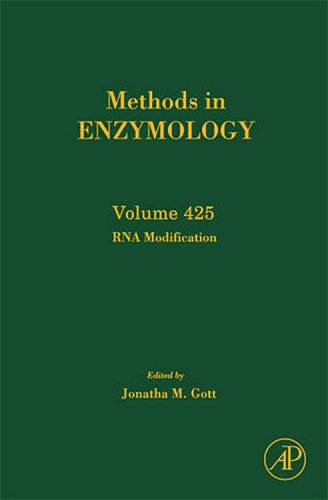 Methods in
ENZYMOLOGY
Volume 425
RNA Modification
Edited by
Jonatha M. Gott
AP